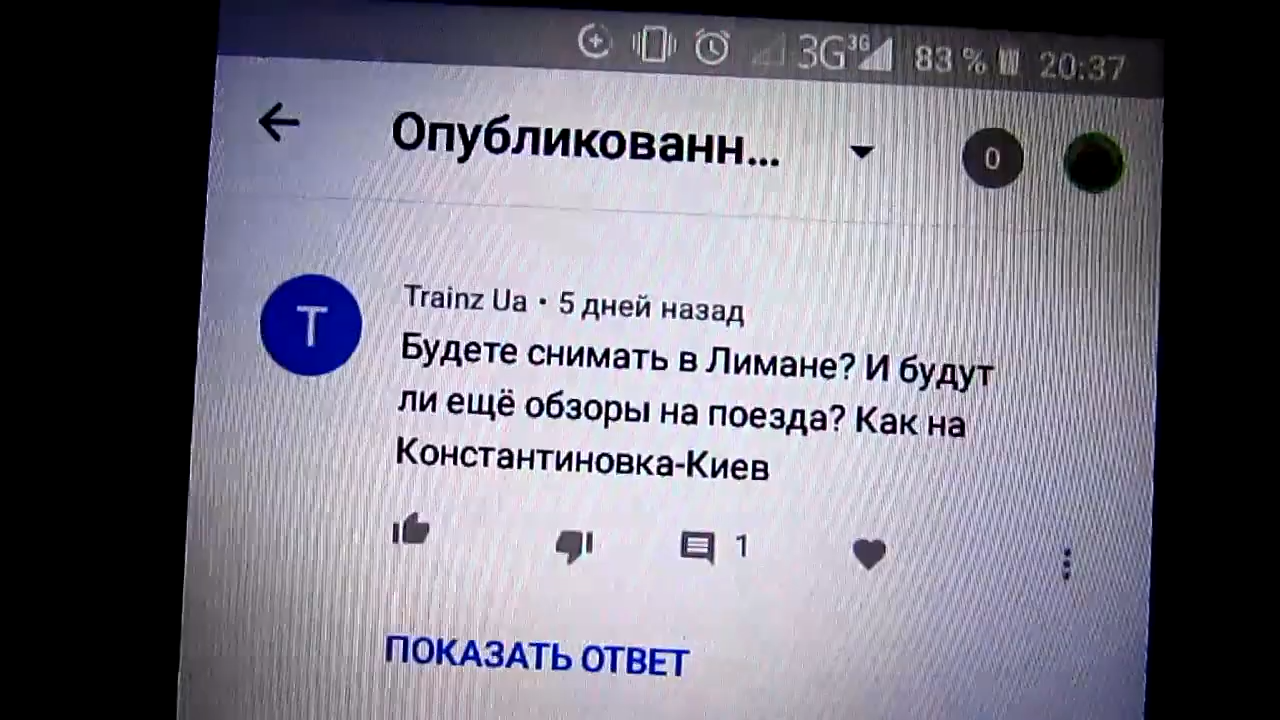 3G 3G 83 % 20:37
Опубликованн...
0
T
Trainz Ua • 5 дней назад
Будете снимать в Лимане? И будут
ли ещё обзоры на поезда? Как на
Константиновка-Киев
1
ПОКАЗАТЬ ОТВЕТ